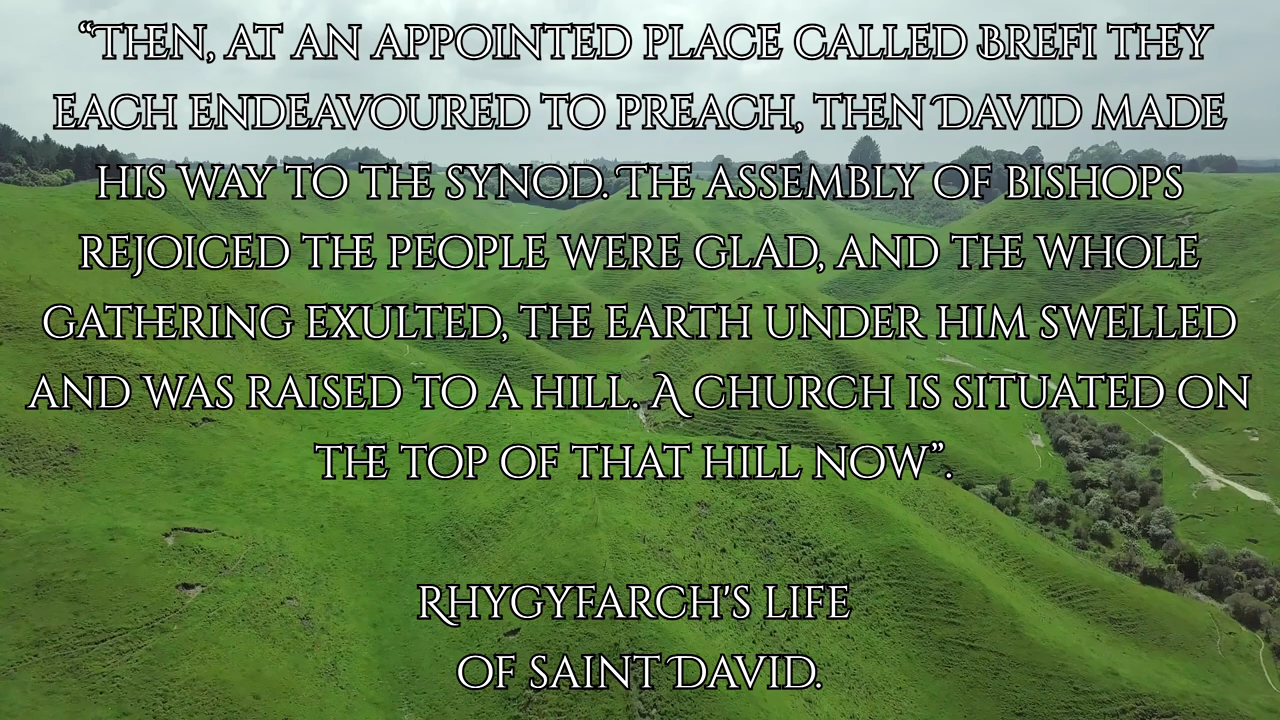 “Then, at an appointed place called Brefi they
each endeavoured to preach, then David made
his way to the synod. The assembly of bishops
rejoiced the people were glad, and the whole
gathering exulted, the earth under him swelled
and was raised to a hill. A church is situated on
the top of that hill now”.
Rhygyfarch's life
of Saint David.